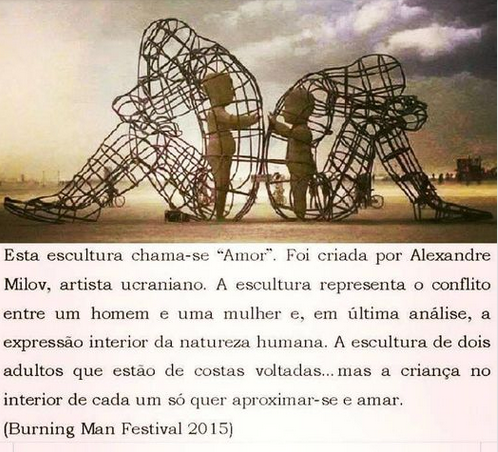 Esta escultura chama-se “Amor”. Foi criada por Alexandre
Milov, artista ucraniano. A escultura representa o conflito
entre um homem e uma mulher e, em última análise, a
expressão interior da natureza humana. A escultura de dois
adultos que estão de costas voltadas... mas a criança no
interior de cada um só quer aproximar-se e amar.
(Burning Man Festival 2015)